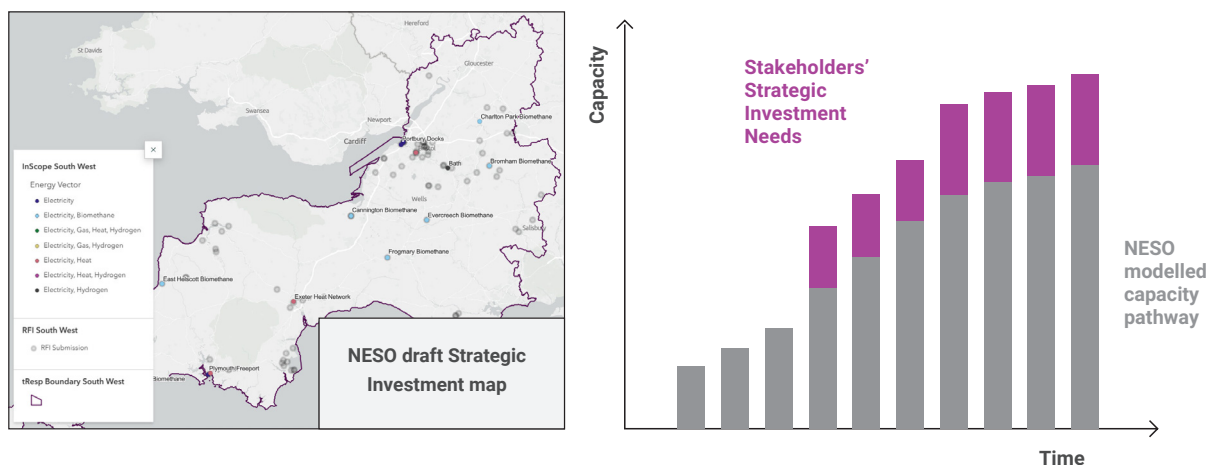 Hereford
St Davids
Gloucester
Swansea
Newport
Charlton Park Biomethane
Cardiff
Bath
Bromham Biomethane
×
InScope South West
Energy Vector
Electricity
Electricity, Biomethane
Electricity, Gas, Heat, Hydrogen
Electricity, Gas, Hydrogen
Electricity, Heat
Electricity, Heat, Hydrogen
Electricity, Hydrogen
RFI South West
RFI Submission
tResp Boundary South West
Wells
Cannington Biomethane
Evercreech Biomethane
Salisbury
Frogmary Biomethane
East Helscott Biomethane
Exeter Heat Network
Plymouth/Freeport
Biomethane
NESO draft Strategic
Investment map
Capacity
Stakeholders’
Strategic
Investment
Needs
NESO
modelled
capacity
pathway
Time